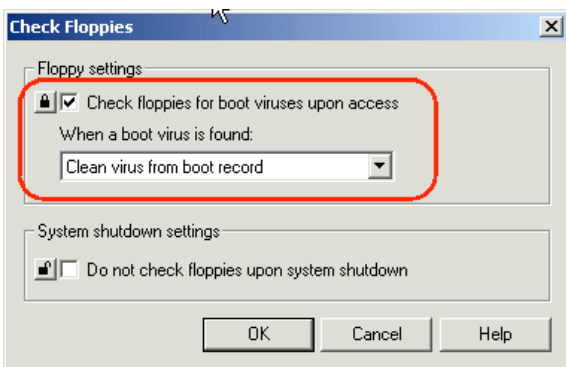 Check Floppies
Floppy settings
Check floppies for boot viruses upon access
When a boot virus is found:
Clean virus from boot record
System shutdown settings
Do not check floppies upon system shutdown
OK Cancel Help